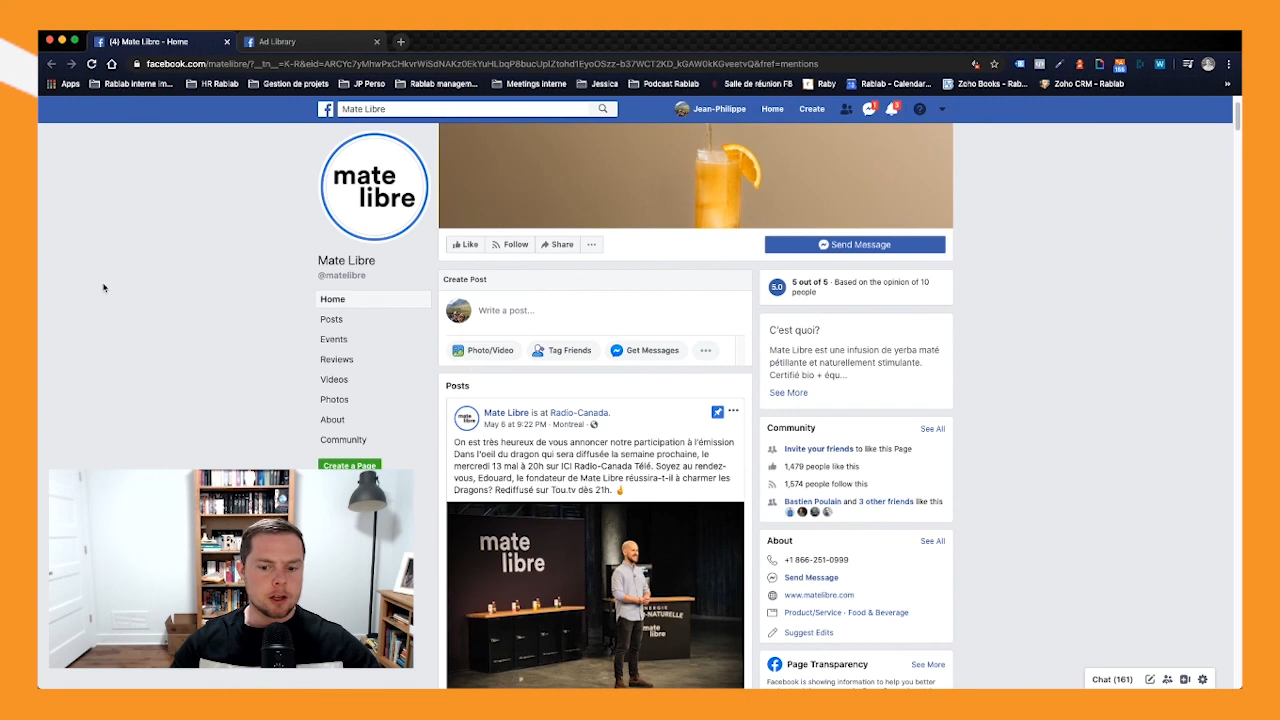 (4) Mate Libre - Home
Ad Library
facebook.com/matelibre/?__tn__=K-R&eid=ARCYc7yMhwPxCHkvrWiSdNAKz0EkYuHLbqP8bucUpIZtohd1EyoOSzz-b37WCT2KD_kGAW0kKGveetvQ&fref=mentions
Apps
Rablab interne im...
HR Rablab
Gestion de projets
JP Perso
Rablab managem...
Meetings interne
Jessica
Podcast Rablab
Salle de réunion F8
Raby
Rablab - Calendar...
Zoho Books - Rab...
Zoho CRM - Rablab
Mate Libre
Jean-Philippe
Home
Create
mate
libre
Like
Follow
Share
Send Message
Mate Libre
@matelibre
Home
Posts
Events
Reviews
Videos
Photos
About
Community
Create a Page
Create Post
Write a post...
Photo/Video
Tag Friends
Get Messages
Posts
Mate Libre is at Radio-Canada.
May 6 at 9:22 PM · Montreal ·
On est très heureux de vous annoncer notre participation à l'émission
Dans l'oeil du dragon qui sera diffusée la semaine prochaine, le
mercredi 13 mai à 20h sur ICI Radio-Canada Télé. Soyez au rendez-
vous, Edouard, le fondateur de Mate Libre réussira-t-il à charmer les
Dragons? Rediffusé sur Tou.tv dès 21h.
mate
libre
mate
libre
5.0
5 out of 5 · Based on the opinion of 10
people
C'est quoi?
Mate Libre est une infusion de yerba maté
pétillante et naturellement stimulante.
Certifié bio + équ...
See More
Community
See All
Invite your friends to like this Page
1,479 people like this
1,574 people follow this
Bastien Poulain and 3 other friends like
this
About
See All
+1 866-251-0999
Send Message
www.matelibre.com
Product/Service · Food & Beverage
Suggest Edits
Page Transparency
See More
Facebook is showing information to help you better
Chat (161)